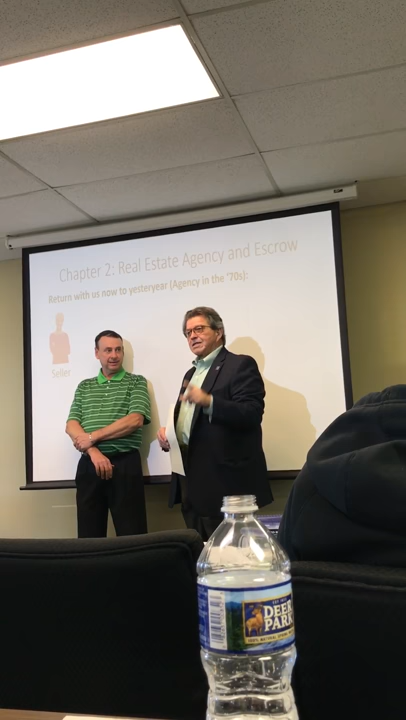 Chapter 2: Real Estate Agency and Escrow
Return with us now to yesteryear (Agency in the '70s):
Seller
DEER
PARK